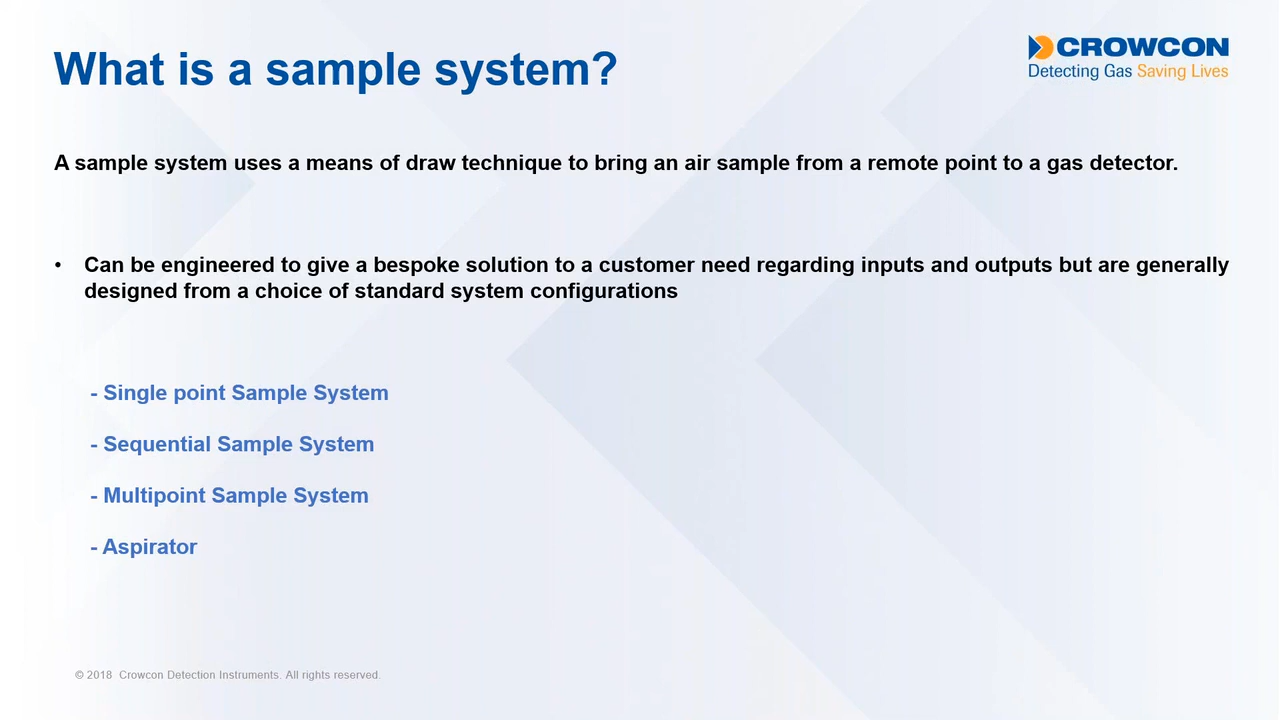 What is a sample system?
CROWCON
Detecting Gas Saving Lives
A sample system uses a means of draw technique to bring an air sample from a remote point to a gas detector.
• Can be engineered to give a bespoke solution to a customer need regarding inputs and outputs but are generally
designed from a choice of standard system configurations
- Single point Sample System
- Sequential Sample System
- Multipoint Sample System
- Aspirator
© 2018 Crowcon Detection Instruments. All rights reserved.